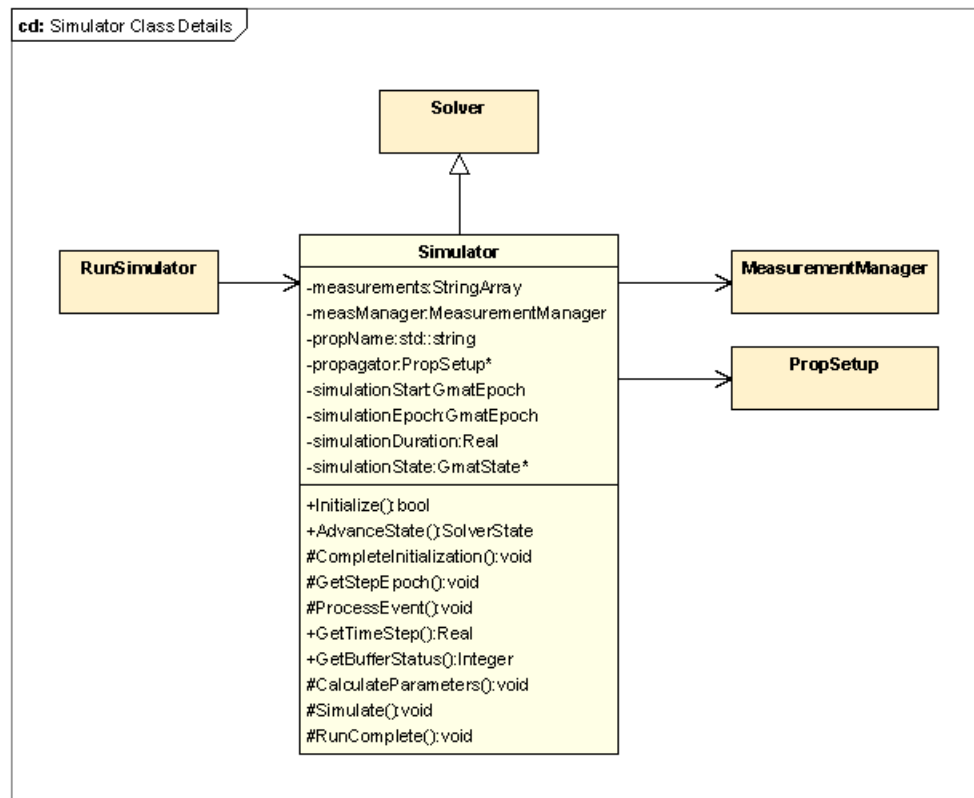 cd: Simulator Class Details
Solver
RunSimulator
Simulator
MeasurementManager
-measurements:StringArray
-measManager:MeasurementManager
-propName:std::string
-propagator:PropSetup*
PropSetup
-simulationStart:GmatEpoch
-simulationEpoch:GmatEpoch
-simulationDuration:Real
-simulationState:GmatState*
+Initialize():bool
+AdvanceState():SolverState
#CompleteInitialization():void
#GetStepEpoch():void
#ProcessEvent():void
+GetTimeStep():Real
+GetBufferStatus():Integer
#CalculateParameters():void
#Simulate():void
#RunComplete():void